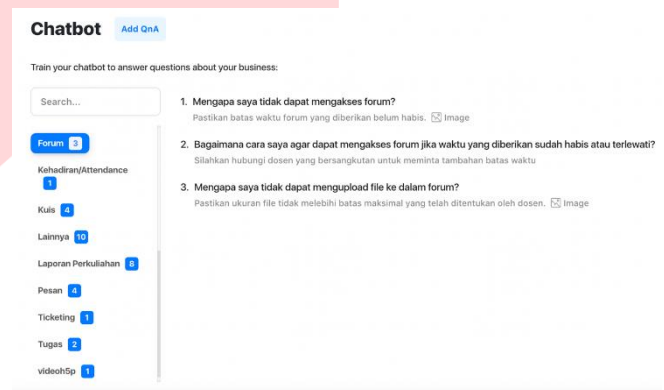 Chatbot Add QnA
Train your chatbot to answer questions about your business:
Search...
Forum 3
Kehadiran/Attendance
1
Kuis 4
Lainnya 10
Laporan Perkuliahan 8
Pesan 4
Ticketing 1
Tugas 2
videoh5p 1
1. Mengapa saya tidak dapat mengakses forum?
Pastikan batas waktu forum yang diberikan belum habis. Image
2. Bagaimana cara saya agar dapat mengakses forum jika waktu yang diberikan sudah habis atau terlewati?
Silahkan hubungi dosen yang bersangkutan untuk meminta tambahan batas waktu
3. Mengapa saya tidak dapat mengupload file ke dalam forum?
Pastikan ukuran file tidak melebihi batas maksimal yang telah ditentukan oleh dosen. Image